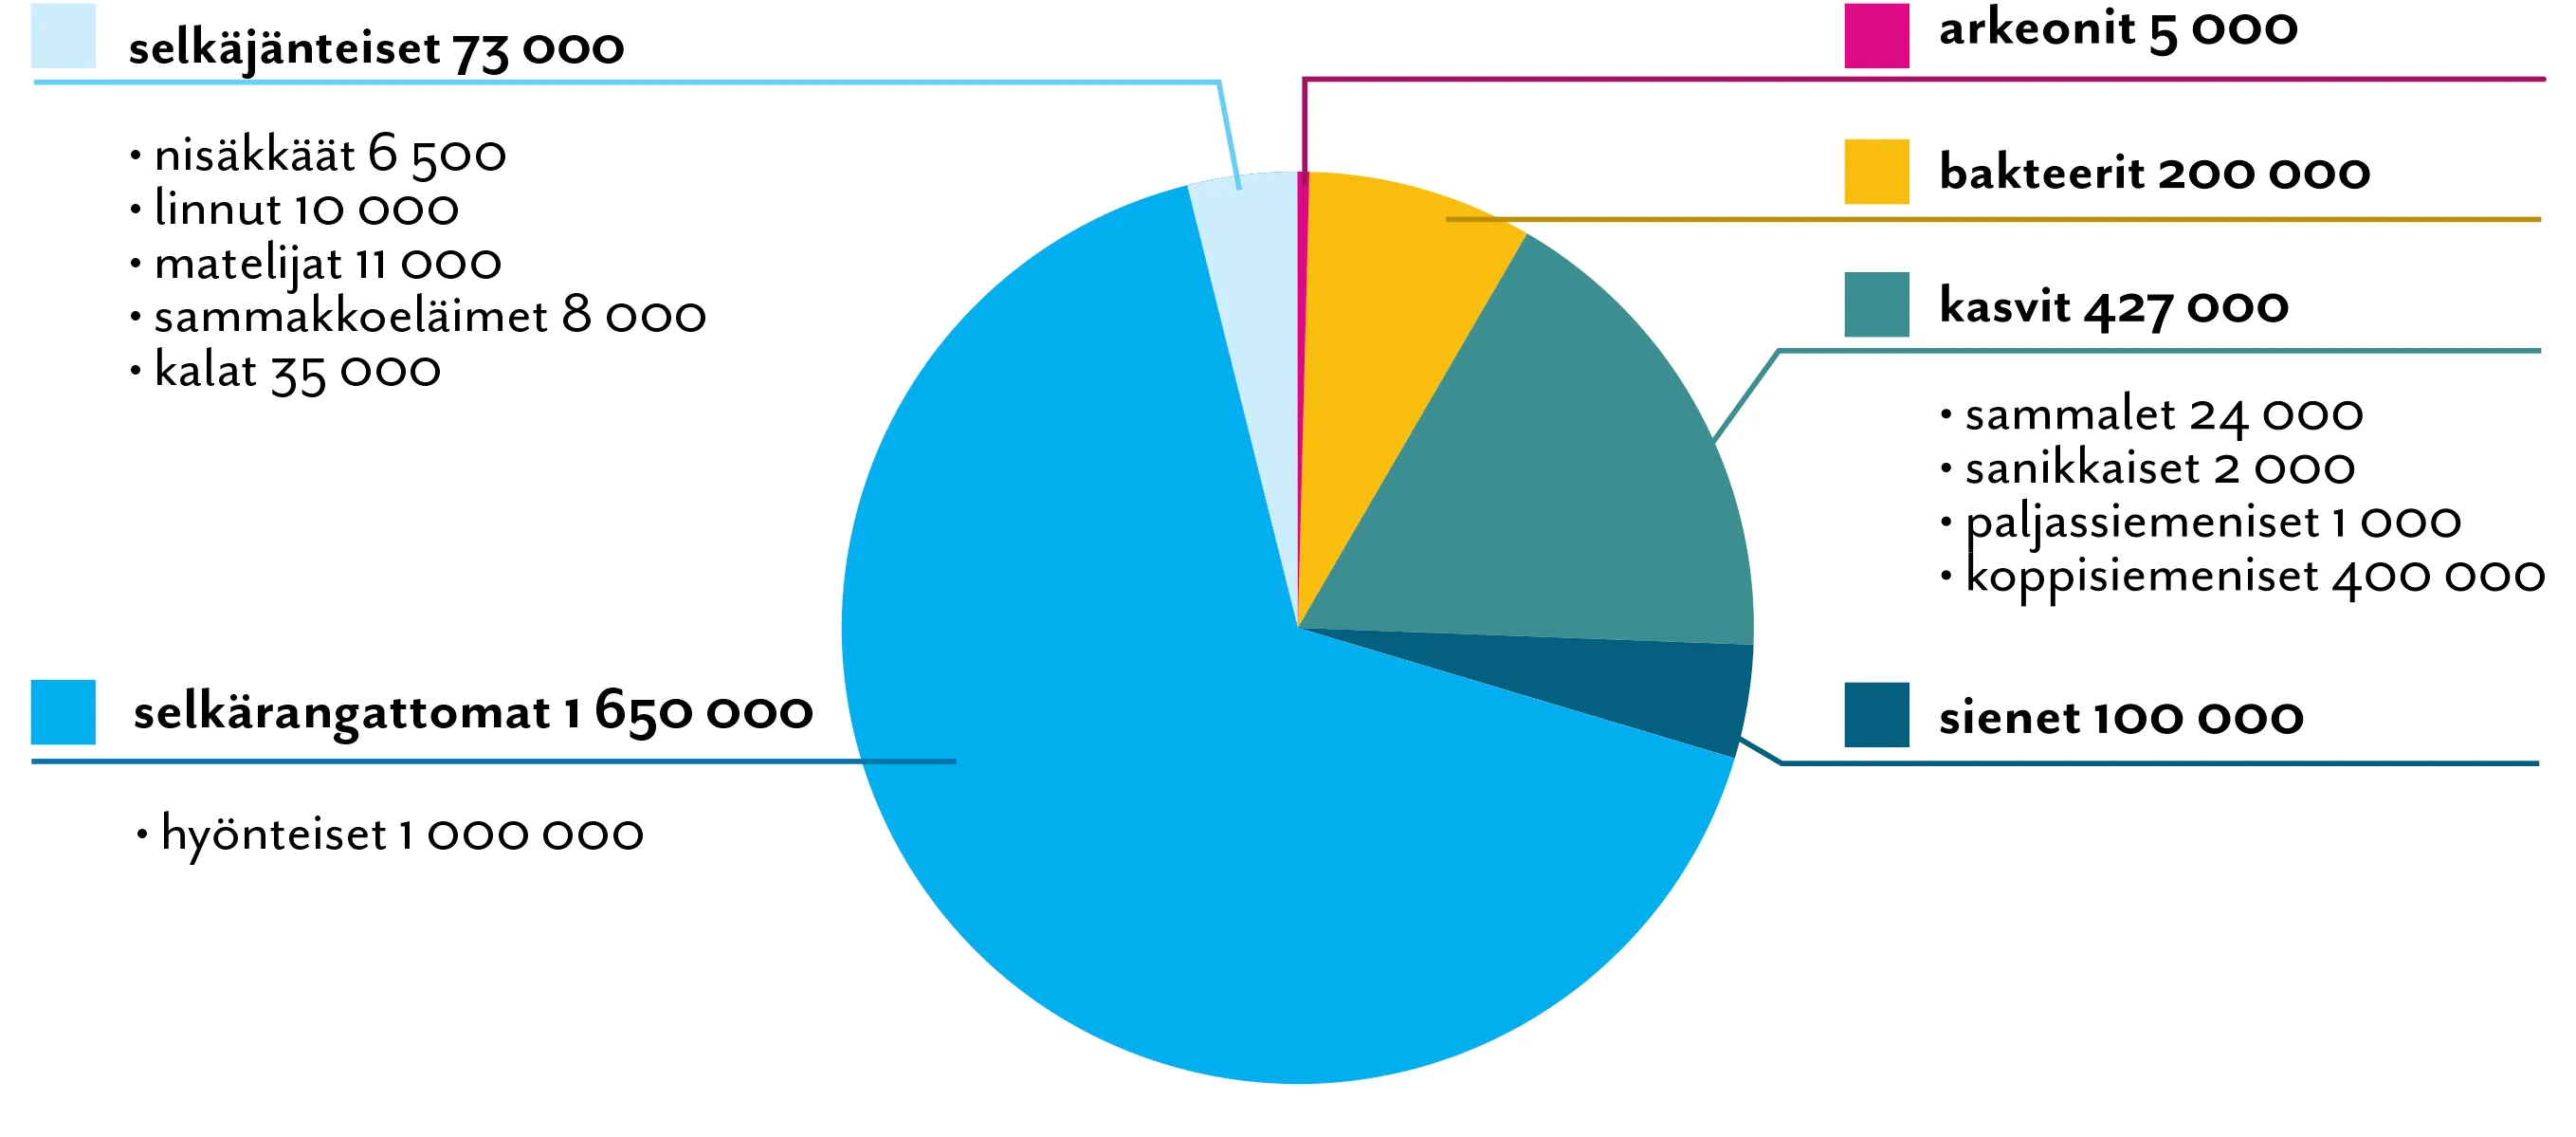 selkäjänteiset 73 000
• nisäkkäät 6 500
• linnut 10 000
• matelijat 11 000
• sammakkoeläimet 8 000
• kalat 35 000
selkärangattomat 1 650 000
• hyönteiset 1 000 000
arkeonit 5 000
bakteerit 200 000
kasvit 427 000
• sammalet 24 000
• sanikkaiset 2 000
• paljassiemeniset 1 000
• koppisiemeniset 400 000
sienet 100 000